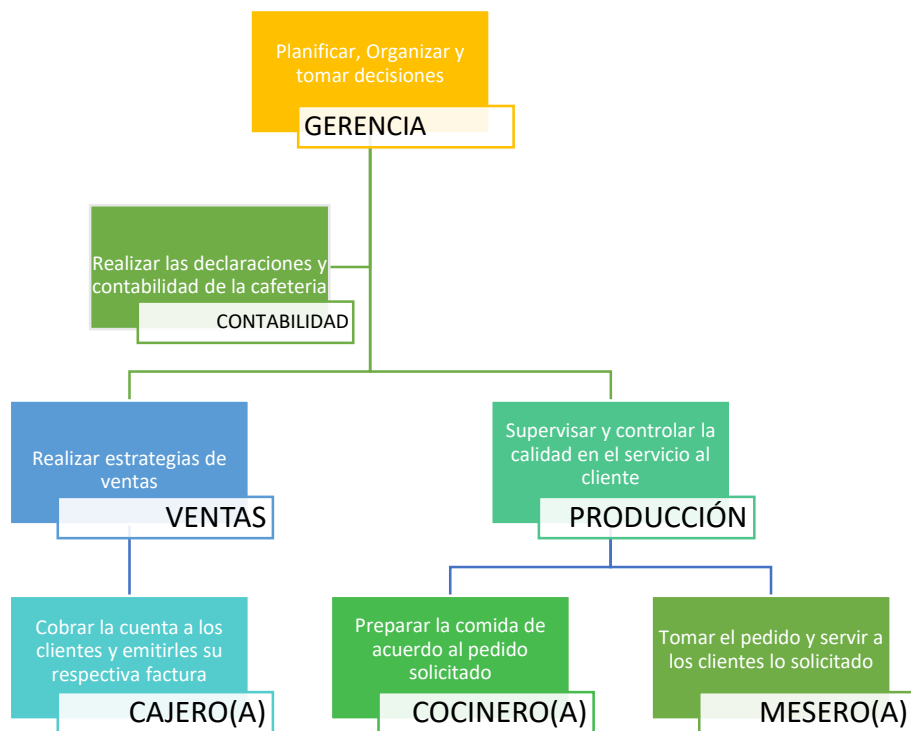 Planificar, Organizar y
tomar decisiones
GERENCIA
Realizar las declaraciones y
contabilidad de la cafeteria
CONTABILIDAD
Realizar estrategias de
ventas
VENTAS
Supervisar y controlar la
calidad en el servicio al
cliente
PRODUCCIÓN
Cobrar la cuenta a los
clientes y emitirles su
respectiva factura
CAJERO(A)
Preparar la comida de
acuerdo al pedido
solicitado
COCINERO(A)
Tomar el pedido y servir a
los clientes lo solicitado
MESERO(A)